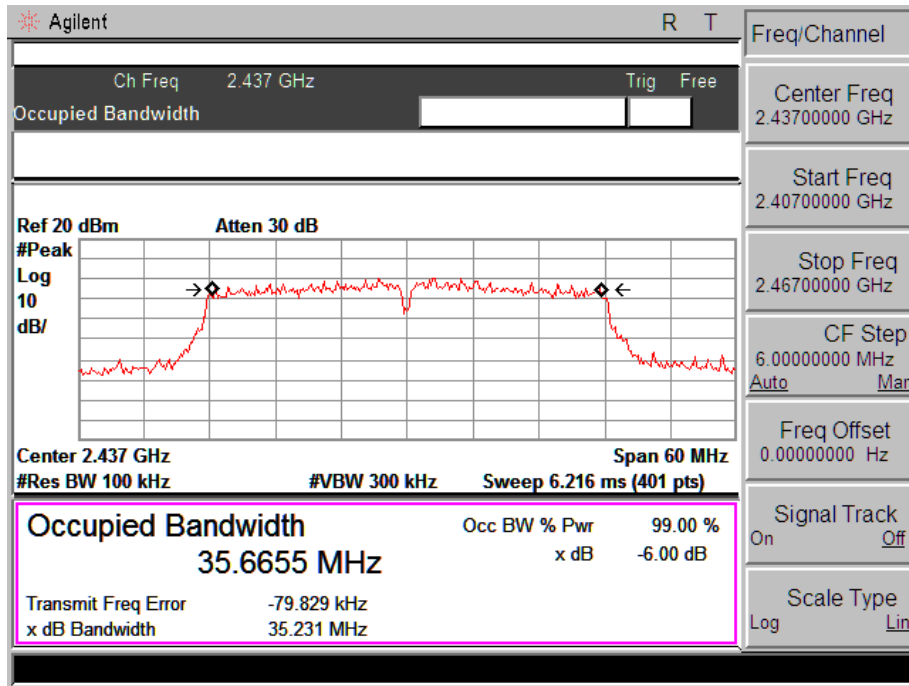 Agilent R T
Ch Freq 2.437 GHz Trig Free
Occupied Bandwidth
Ref 20 dBm Atten 30 dB
#Peak
Log
10
dB/
Center 2.437 GHz Span 60 MHz
#Res BW 100 kHz #VBW 300 kHz Sweep 6.216 ms (401 pts)
Occupied Bandwidth Occ BW % Pwr 99.00 %
35.6655 MHz x dB -6.00 dB
Transmit Freq Error -79.829 kHz
x dB Bandwidth 35.231 MHz
Freq/Channel
Center Freq
2.43700000 GHz
Start Freq
2.40700000 GHz
Stop Freq
2.46700000 GHz
CF Step
6.00000000 MHz
Auto Man
Freq Offset
0.00000000 Hz
Signal Track
On Off
Scale Type
Log Lin